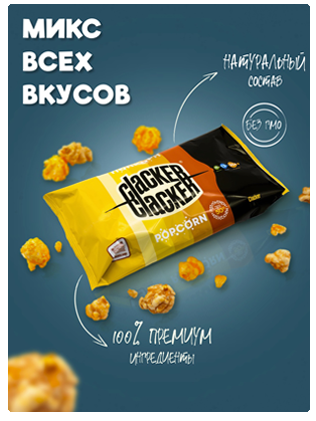 МИКС
ВСЕХ
ВКУСОВ
НАТУРАЛЬНЫЙ
СОСТАВ
БЕЗ ГМО
CLACKER
CLACKER
POPCORN
100% ПРЕМИУМ
ИНГРЕДИЕНТЫ